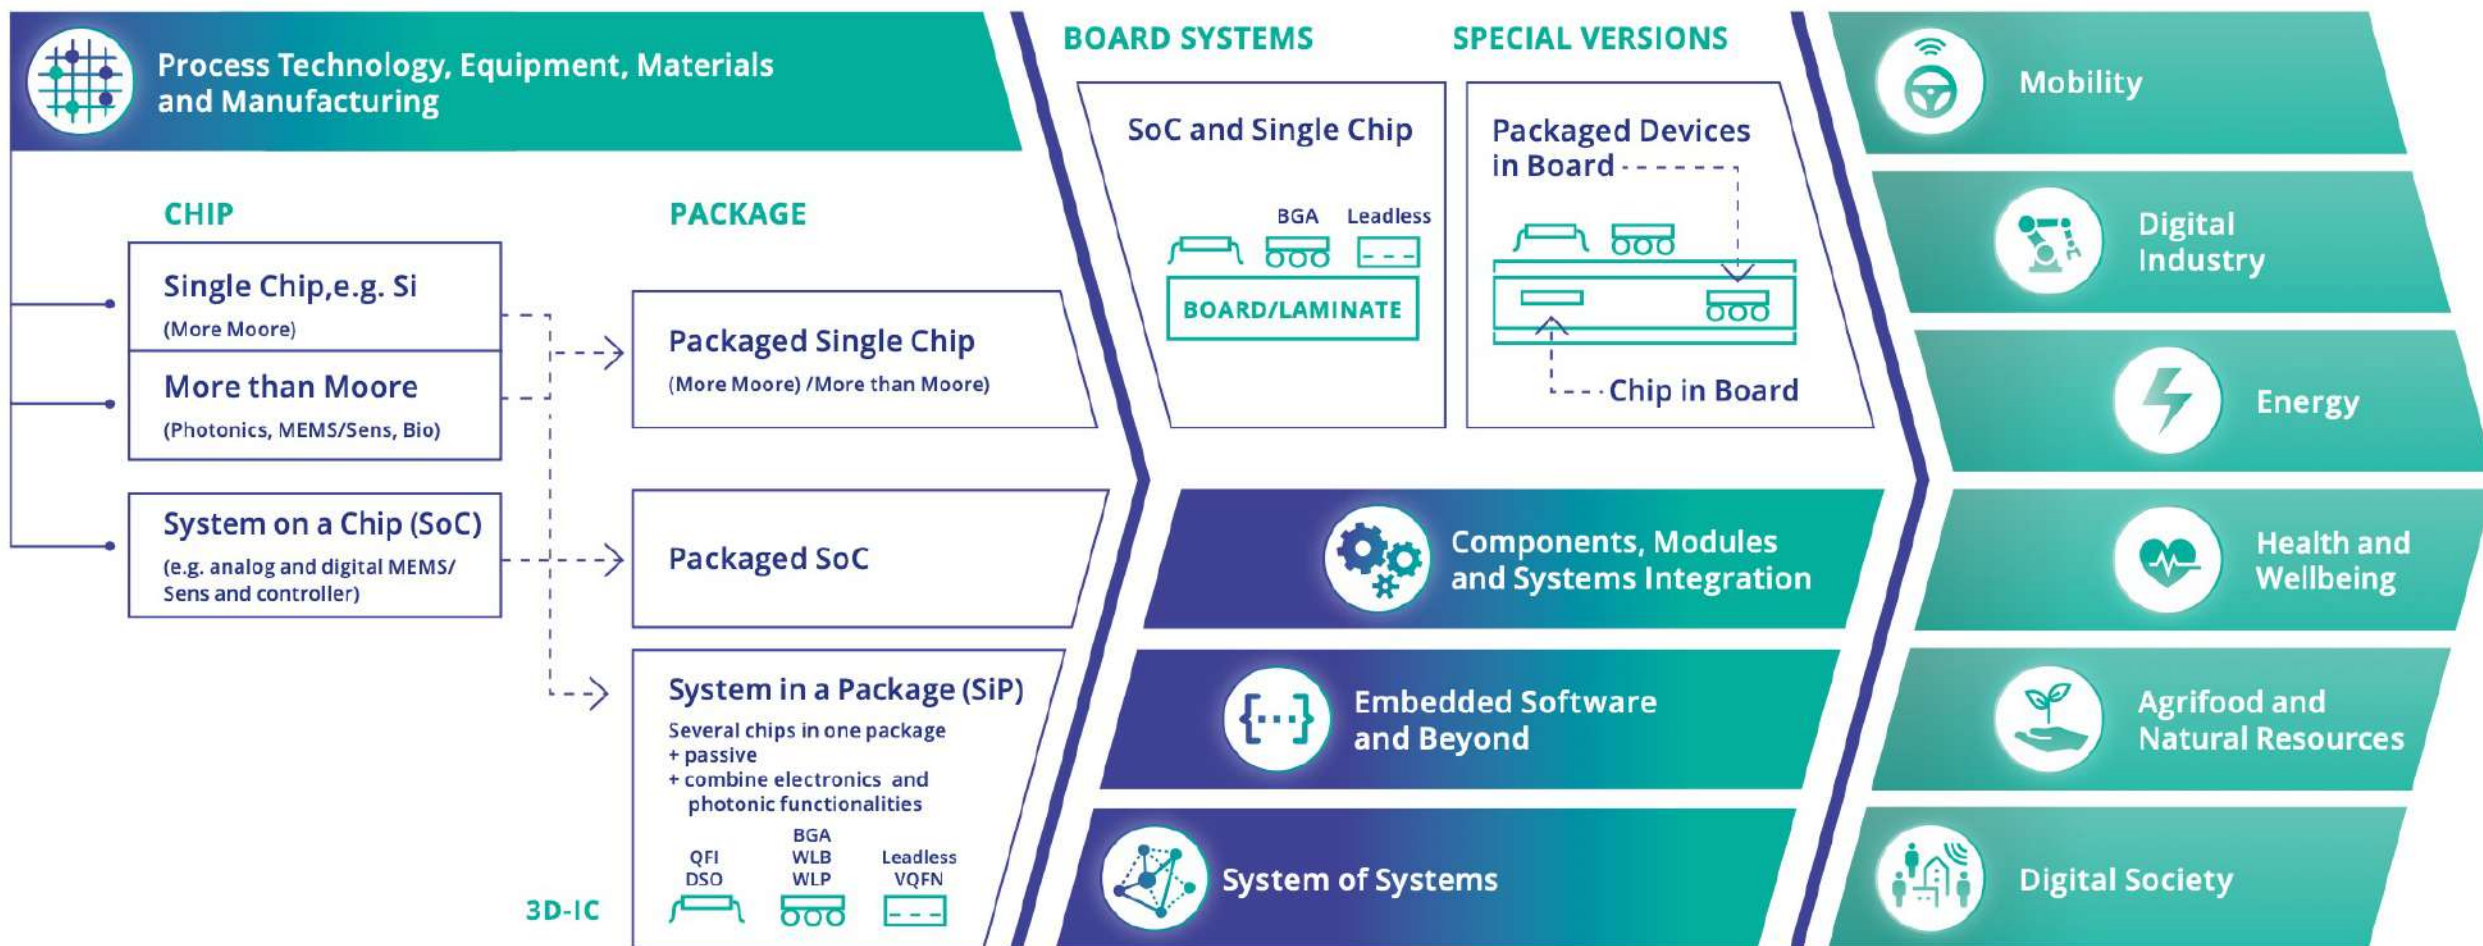 Process Technology, Equipment, Materials
and Manufacturing
CHIP
Single Chip,e.g. Si
(More Moore)
More than Moore
(Photonics, MEMS/Sens, Bio)
System on a Chip (SoC)
(e.g. analog and digital MEMS/
Sens and controller)
PACKAGE
Packaged Single Chip
(More Moore) /More than Moore)
Packaged SoC
System in a Package (SiP)
Several chips in one package
+ passive
+ combine electronics and
photonic functionalities
QFI
DSO
BGA
WLB
WLP
Leadless
VQFN
3D-IC
BOARD SYSTEMS
SoC and Single Chip
BGA
Leadless
BOARD/LAMINATE
SPECIAL VERSIONS
Packaged Devices
in Board
Chip in Board
Components, Modules
and Systems Integration
Embedded Software
and Beyond
System of Systems
Mobility
Digital
Industry
Energy
Health and
Wellbeing
Agrifood and
Natural Resources
Digital Society